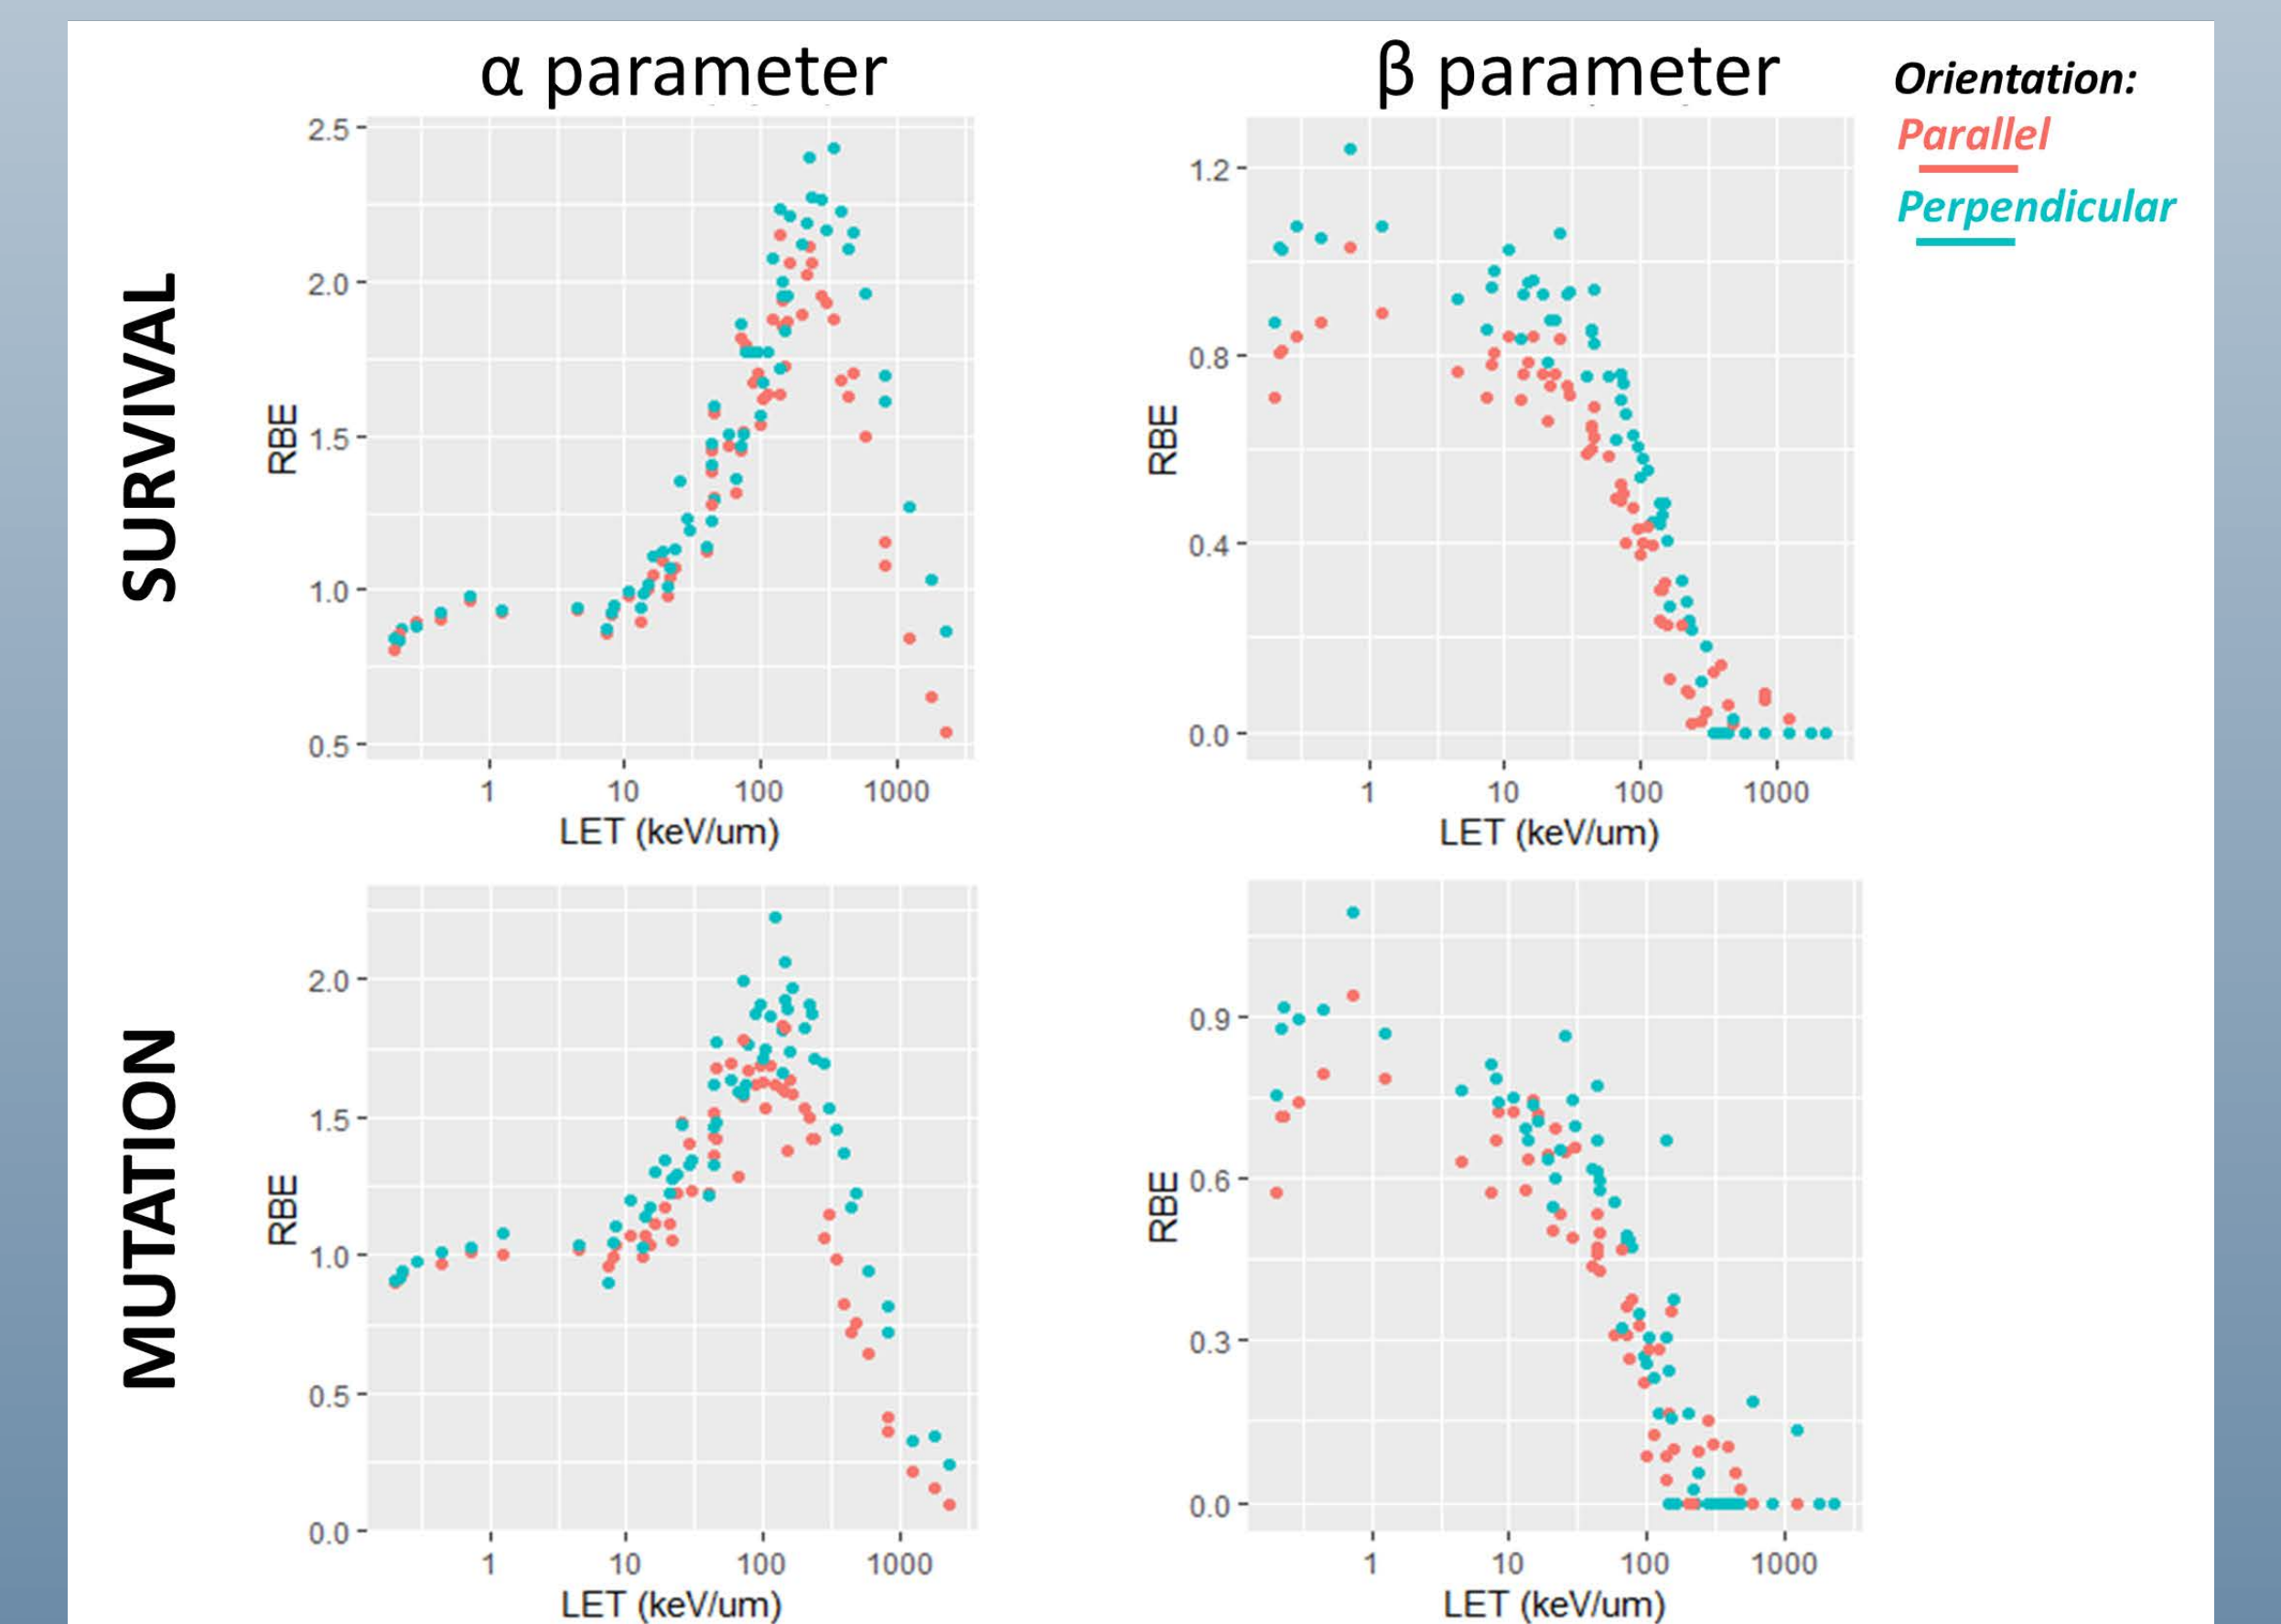 α parameter
β parameter
Orientation:
Parallel
Perpendicular
SURVIVAL
RBE
2.5
2.0
1.5
1.0
0.5
1 10 100 1000
LET (keV/um)
RBE
1.2
0.8
0.4
0.0
1 10 100 1000
LET (keV/um)
MUTATION
RBE
2.0
1.5
1.0
0.5
0.0
1 10 100 1000
LET (keV/um)
RBE
0.9
0.6
0.3
0.0
1 10 100 1000
LET (keV/um)